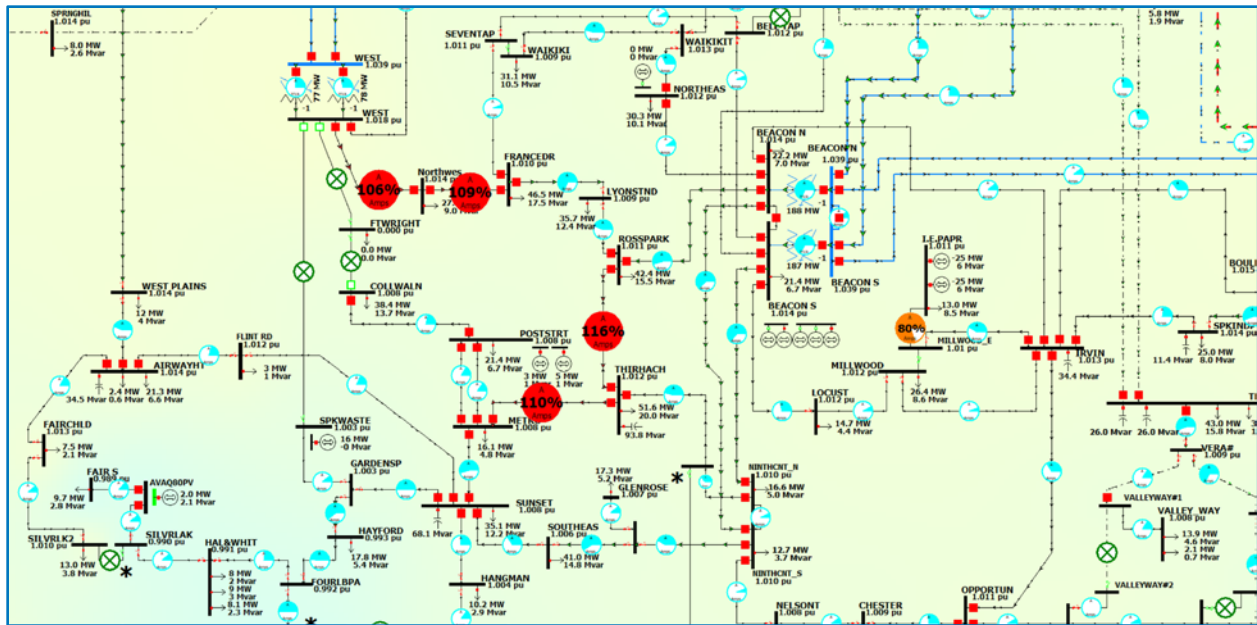 SPRNGHIL
1.014 pu
8.0 MW
2.6 Mvar
WEST
1.039 pu
77 MW
78 MW
-1
-1
WEST
1.018 pu
SEVENTAP
1.011 pu
WAIKIKI
1.009 pu
31.1 MW
10.5 Mvar
0 MW
0 Mvar
WAIKIKIT
1.013 pu
1.012 pu
5.8 MW
1.9 Mvar
NORTHEAS
1.012 pu
30.3 MW
10.1 Mvar
BEACON N
1.014 pu
22.2 MW
7.0 Mvar
BEACON N
1.039 pu
-1
188 MW
187 MW
-1
21.4 MW
6.7 Mvar
BEACON S
1.039 pu
BEACON S
1.014 pu
106%
Amps
Northwes
1.014 pu
9.0 Mvar
109%
Amps
FRANCEDR
1.010 pu
46.5 MW
17.5 Mvar
LYONSTND
1.009 pu
35.7 MW
12.4 Mvar
ROSSPARK
1.011 pu
42.4 MW
15.5 Mvar
FTWRIGHT
0.000 pu
0.0 MW
0.0 Mvar
COLLWALN
1.008 pu
38.4 MW
13.7 Mvar
I.E.PAPR
1.011 pu
-25 MW
6 Mvar
-25 MW
6 Mvar
13.0 MW
8.5 Mvar
80%
MILLWOOD_E
1.01 pu
MILLWOOD
1.012 pu
26.4 MW
8.6 Mvar
IRVIN
1.013 pu
34.4 Mvar
1.014 pu
11.4 Mvar
25.0 MW
8.0 Mvar
1.015
WEST PLAINS
1.014 pu
12 MW
4 Mvar
FLINT RD
1.012 pu
3 MW
1 Mvar
AIRWAYHT
1.014 pu
34.5 Mvar
2.4 MW
0.6 Mvar
21.3 MW
6.6 Mvar
POSTSTRT
1.008 pu
21.4 MW
6.7 Mvar
3 MW
5 MW
1 Mvar
116%
Amps
110%
Amps
THIRHACH
1.012 pu
51.6 MW
20.0 Mvar
93.8 Mvar
1.008 pu
16.1 MW
4.8 Mvar
LOCUST
1.012 pu
14.7 MW
4.4 Mvar
26.0 Mvar
26.0 Mvar
43.0 MW
15.8 Mvar
VERA#
1.009 pu
FAIRCHLD
1.013 pu
7.5 MW
2.1 Mvar
SPKWASTE
1.003 pu
16 MW
-0 Mvar
GARDENSP
1.003 pu
FAIR S
0.989 pu
9.7 MW
2.8 Mvar
AVAQ80PV
2.0 MW
2.1 Mvar
SILVRLK2
1.010 pu
13.0 MW
3.8 Mvar
*
SILVRLAK
0.990 pu
HAL&WHIT
0.991 pu
8 MW
2 Mvar
9 MW
3 Mvar
8.1 MW
2.3 Mvar
HAYFORD
0.993 pu
17.8 MW
5.4 Mvar
FOURLBPA
0.992 pu
*
SUNSET
1.008 pu
35.1 MW
12.2 Mvar
68.1 Mvar
HANGMAN
1.004 pu
10.2 MW
2.9 Mvar
SOUTHEAS
1.006 pu
41.0 MW
14.8 Mvar
17.3 MW
5.2 Mvar
GLENROSE
1.007 pu
*
NINTHCNT_N
1.010 pu
16.6 MW
5.0 Mvar
12.7 MW
3.7 Mvar
NINTHCNT_S
1.010 pu
VALLEYWAY#1
VALLEY_WAY
1.008 pu
13.9 MW
4.6 Mvar
2.1 MW
0.7 Mvar
VALLEYWAY#2
NELSONT
1.008 pu
CHESTER
1.009 pu
OPPORTUN
1.011 pu